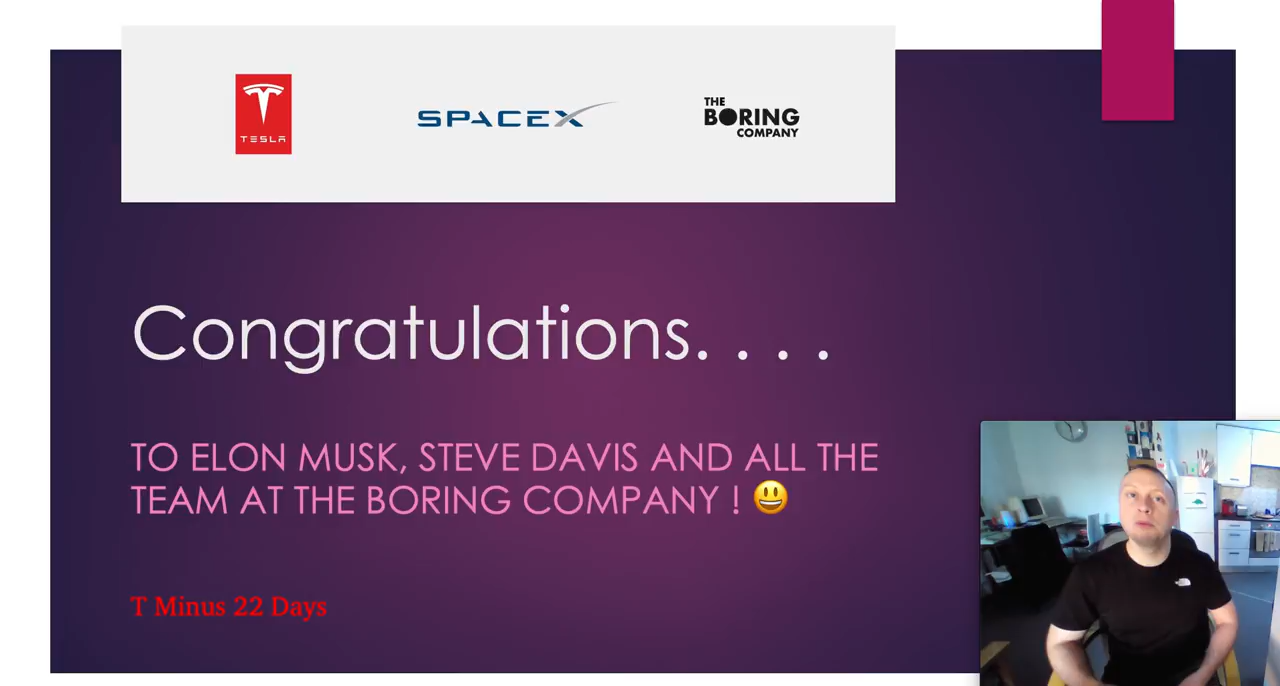 TESLA
SPACEX
THE
BORING
COMPANY
Congratulations. . . .
TO ELON MUSK, STEVE DAVIS AND ALL THE
TEAM AT THE BORING COMPANY ! 😃
T Minus 22 Days